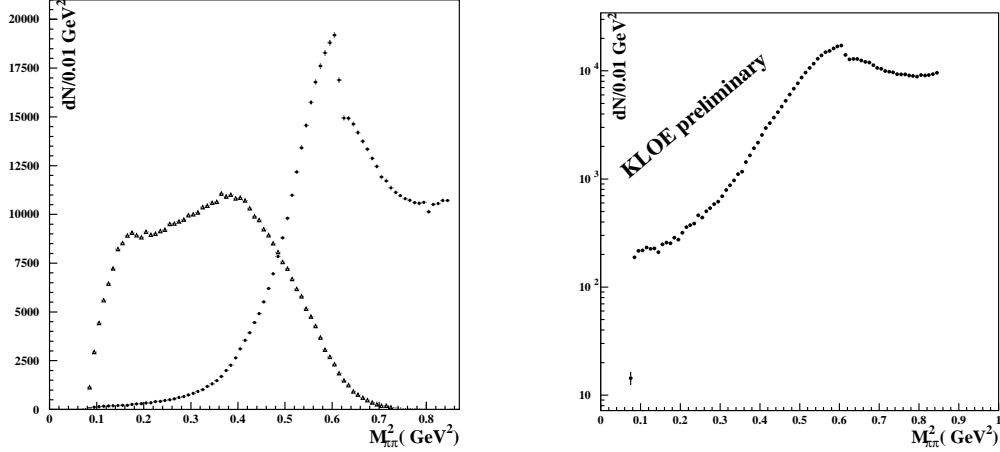 dN/0.01 GeV²
20000
17500
15000
12500
10000
7500
5000
2500
0
0 0.1 0.2 0.3 0.4 0.5 0.6 0.7 0.8
M²ππ( GeV²)
dN/0.01 GeV²
KLOE preliminary
10⁴
10³
10²
10
0 0.1 0.2 0.3 0.4 0.5 0.6 0.7 0.8 0.9 1
M²ππ( GeV²)